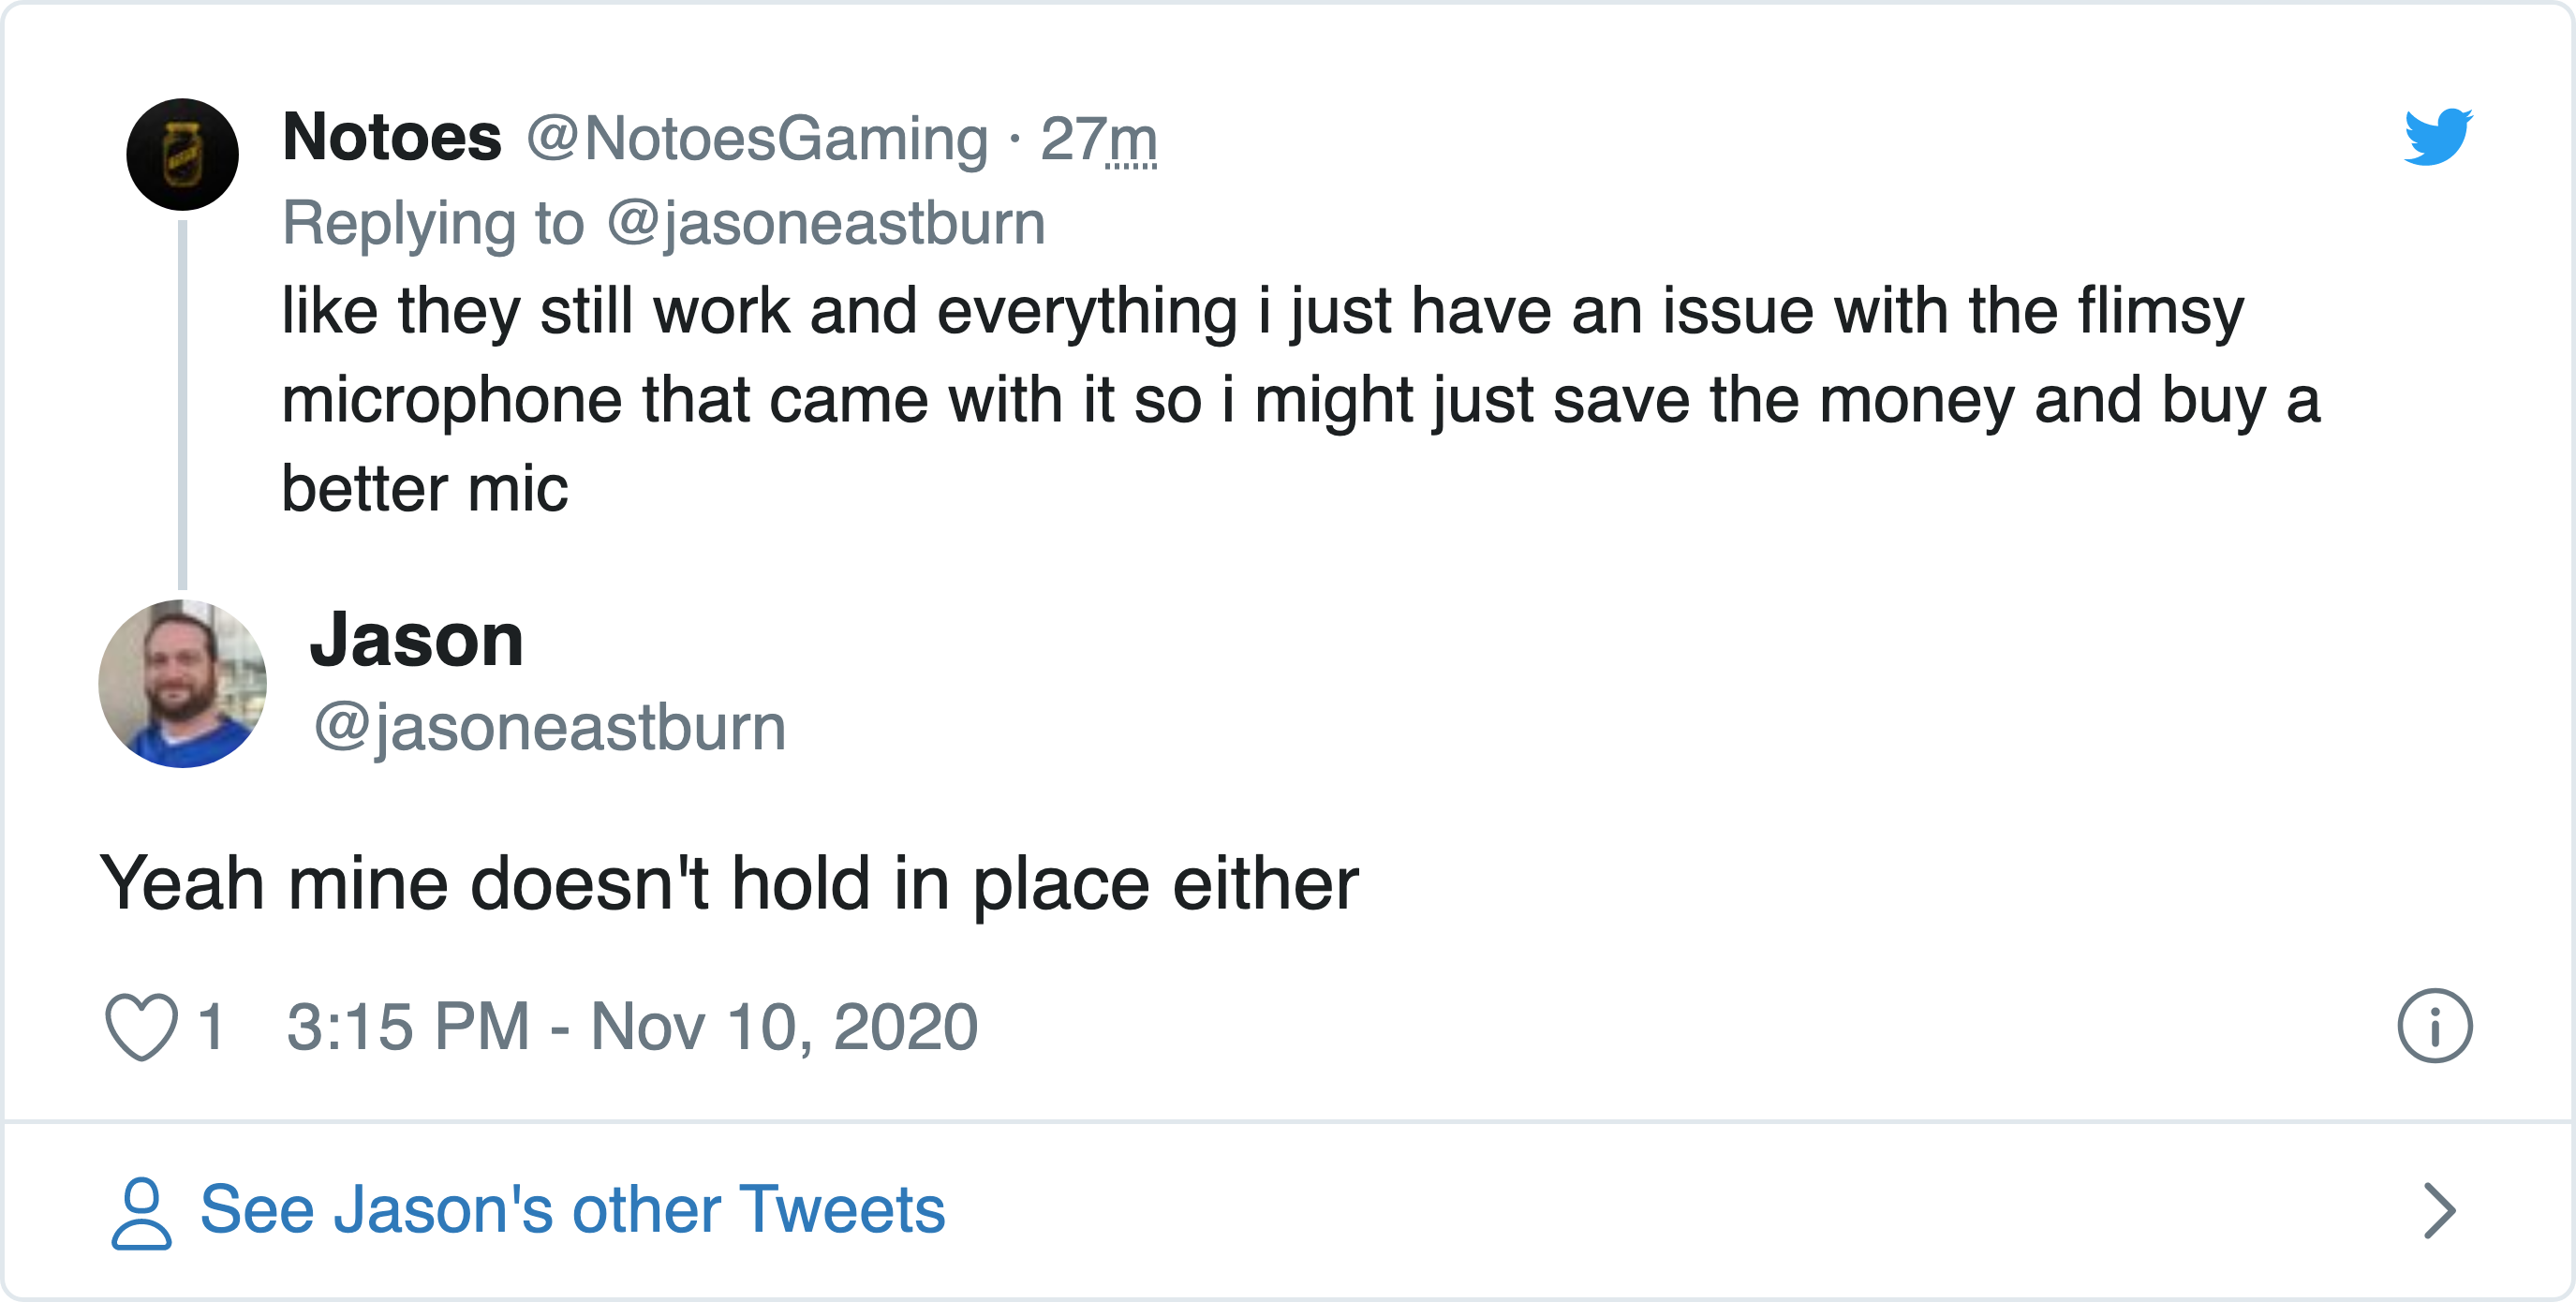 Notoes @NotoesGaming · 27m
Replying to @jasoneastburn
like they still work and everything i just have an issue with the flimsy
microphone that came with it so i might just save the money and buy a
better mic
Jason
@jasoneastburn
Yeah mine doesn't hold in place either
1 3:15 PM - Nov 10, 2020
See Jason's other Tweets